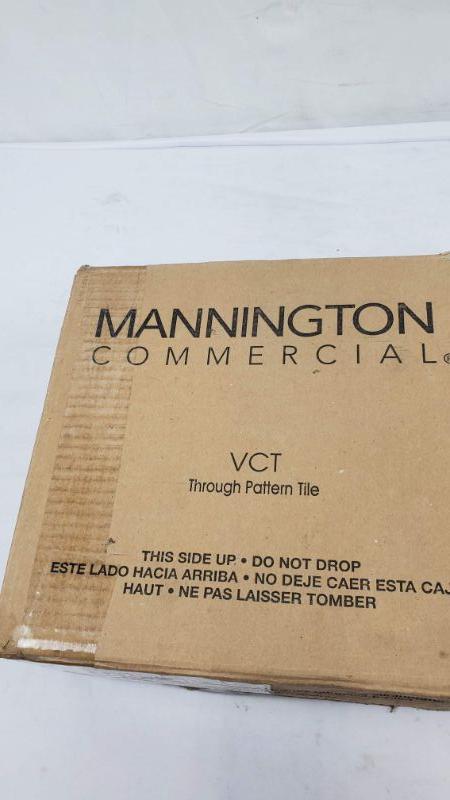 MANNINGTON
COMMERCIAL®
VCT
Through Pattern Tile
THIS SIDE UP • DO NOT DROP
ESTE LADO HACIA ARRIBA • NO DEJE CAER ESTA CAJ
HAUT • NE PAS LAISSER TOMBER